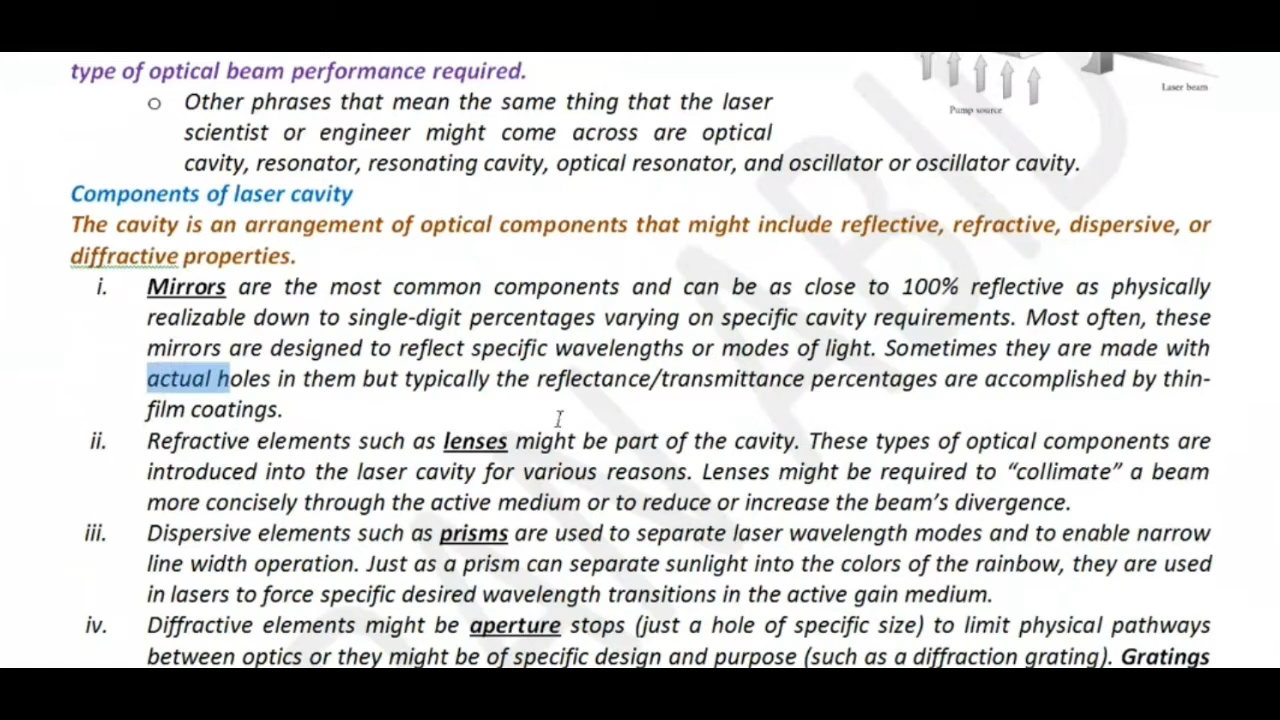 type of optical beam performance required.
Laser beam
Pump source
o Other phrases that mean the same thing that the laser
scientist or engineer might come across are optical
cavity, resonator, resonating cavity, optical resonator, and oscillator or oscillator cavity.
Components of laser cavity
The cavity is an arrangement of optical components that might include reflective, refractive, dispersive, or
diffractive properties.
i. Mirrors are the most common components and can be as close to 100% reflective as physically
realizable down to single-digit percentages varying on specific cavity requirements. Most often, these
mirrors are designed to reflect specific wavelengths or modes of light. Sometimes they are made with
actual holes in them but typically the reflectance/transmittance percentages are accomplished by thin-
film coatings.
ii. Refractive elements such as lenses might be part of the cavity. These types of optical components are
introduced into the laser cavity for various reasons. Lenses might be required to “collimate” a beam
more concisely through the active medium or to reduce or increase the beam’s divergence.
iii. Dispersive elements such as prisms are used to separate laser wavelength modes and to enable narrow
line width operation. Just as a prism can separate sunlight into the colors of the rainbow, they are used
in lasers to force specific desired wavelength transitions in the active gain medium.
iv. Diffractive elements might be aperture stops (just a hole of specific size) to limit physical pathways
between optics or they might be of specific design and purpose (such as a diffraction grating). Gratings